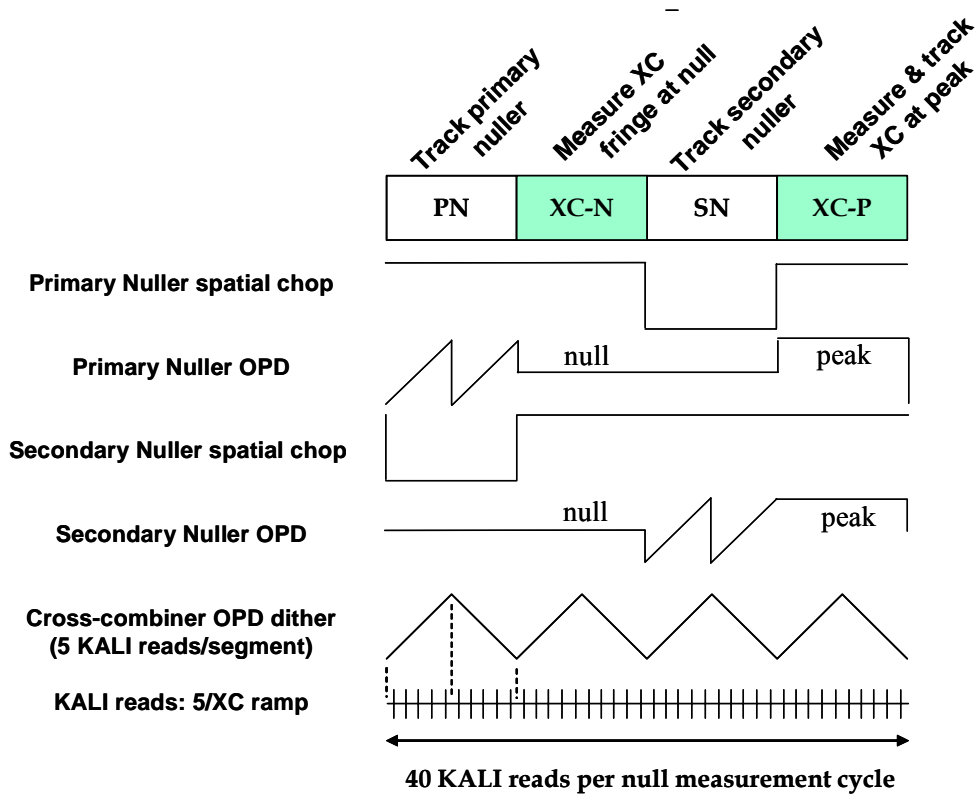 Track primary
nuller
Measure XC
fringe at null
Track secondary
nuller
Measure & track
XC at peak
PN
XC-N
SN
XC-P
Primary Nuller spatial chop
Primary Nuller OPD
null
peak
Secondary Nuller spatial chop
Secondary Nuller OPD
null
peak
Cross-combiner OPD dither
(5 KALI reads/segment)
KALI reads: 5/XC ramp
40 KALI reads per null measurement cycle